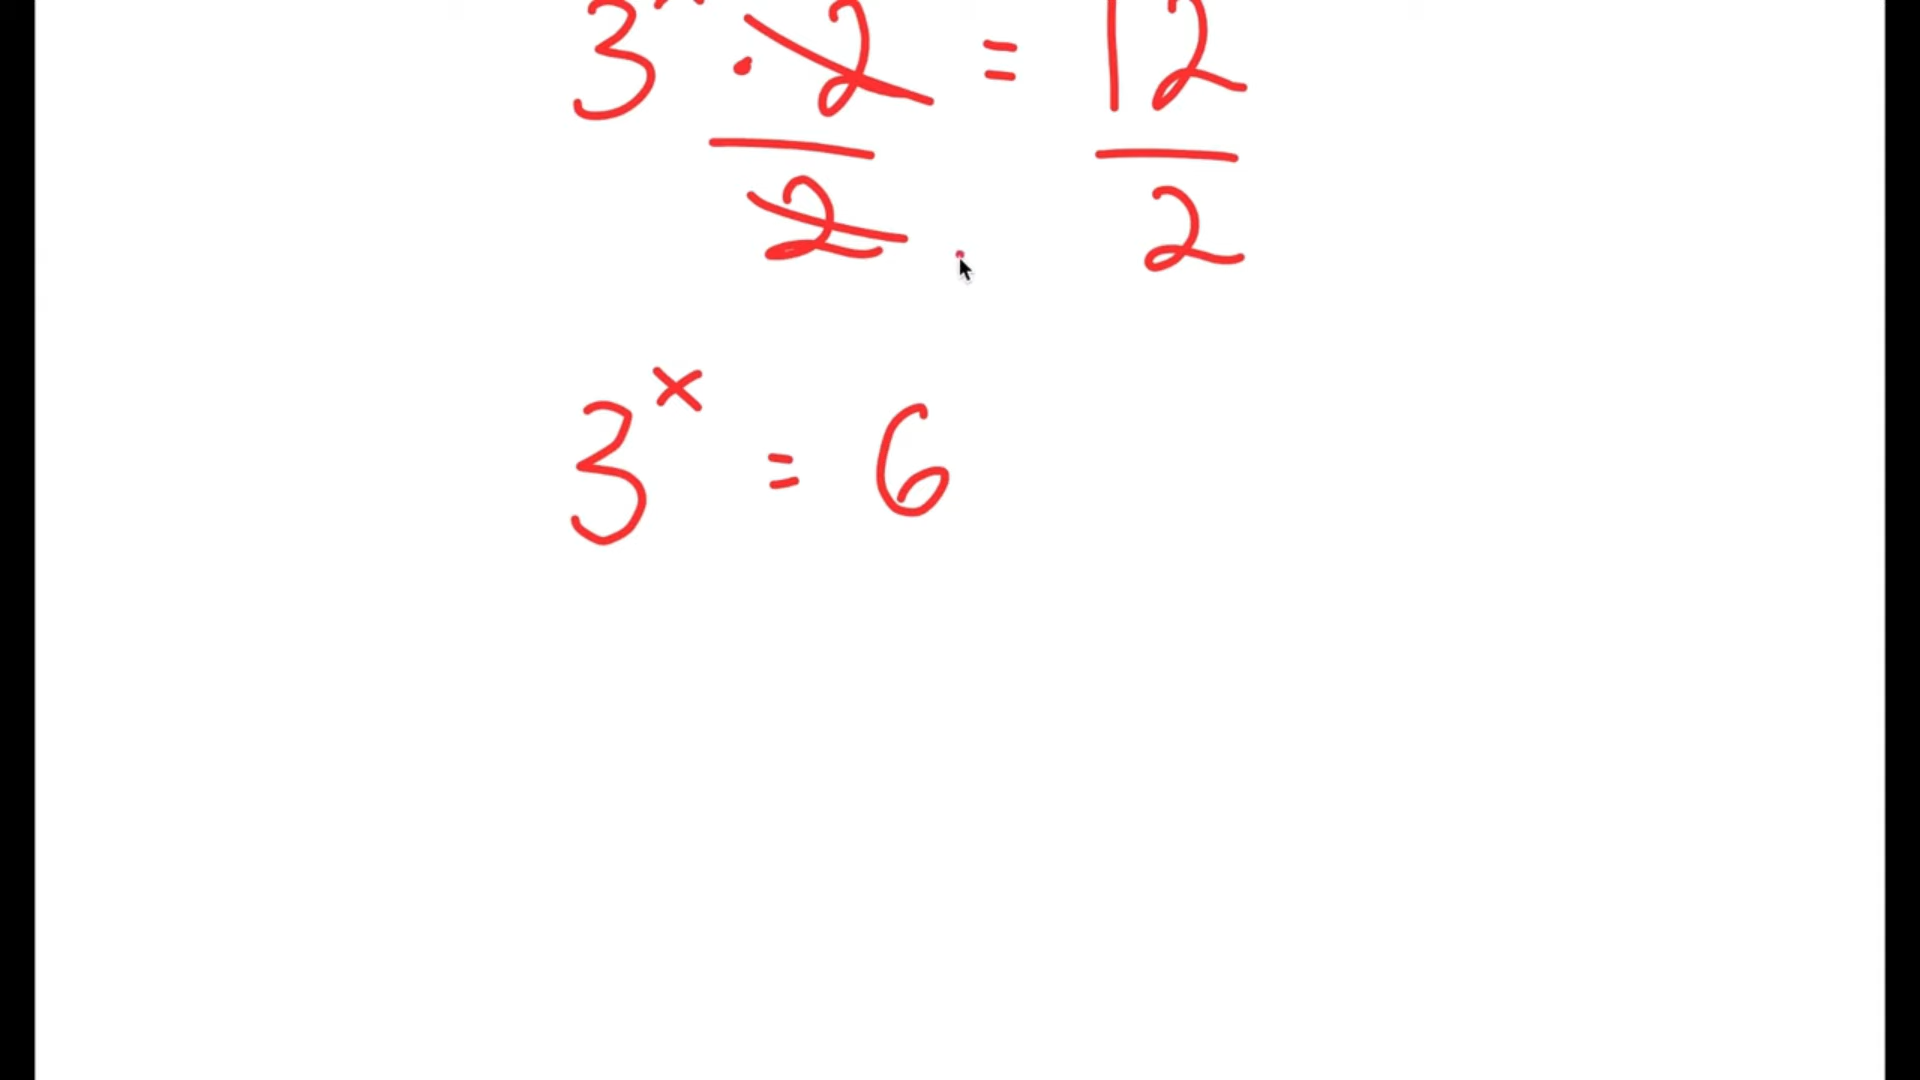 3^x · 2 = 12
2 2
3^x = 6